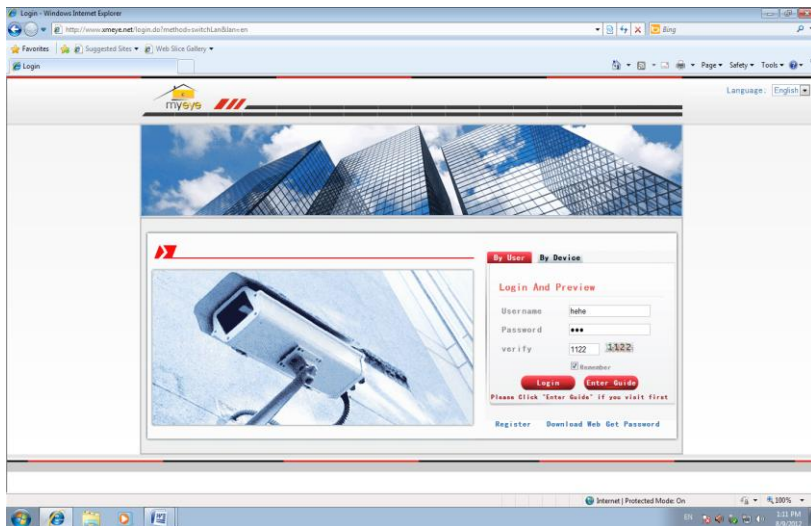 Login - Windows Internet Explorer
http://www.xmeye.net/login.do?method=switchLan&lan=en
Bing
Favorites Suggested Sites Web Slice Gallery
Login
Page Safety Tools
Language: English
myeye
By User By Device
Login And Preview
Username hehe
Password •••
verify 1122 1122
Remember
Login Enter Guide
Please Click "Enter Guide" if you visit first
Register Download Web Get Password
Internet | Protected Mode: On 100%
EN 1:11 PM